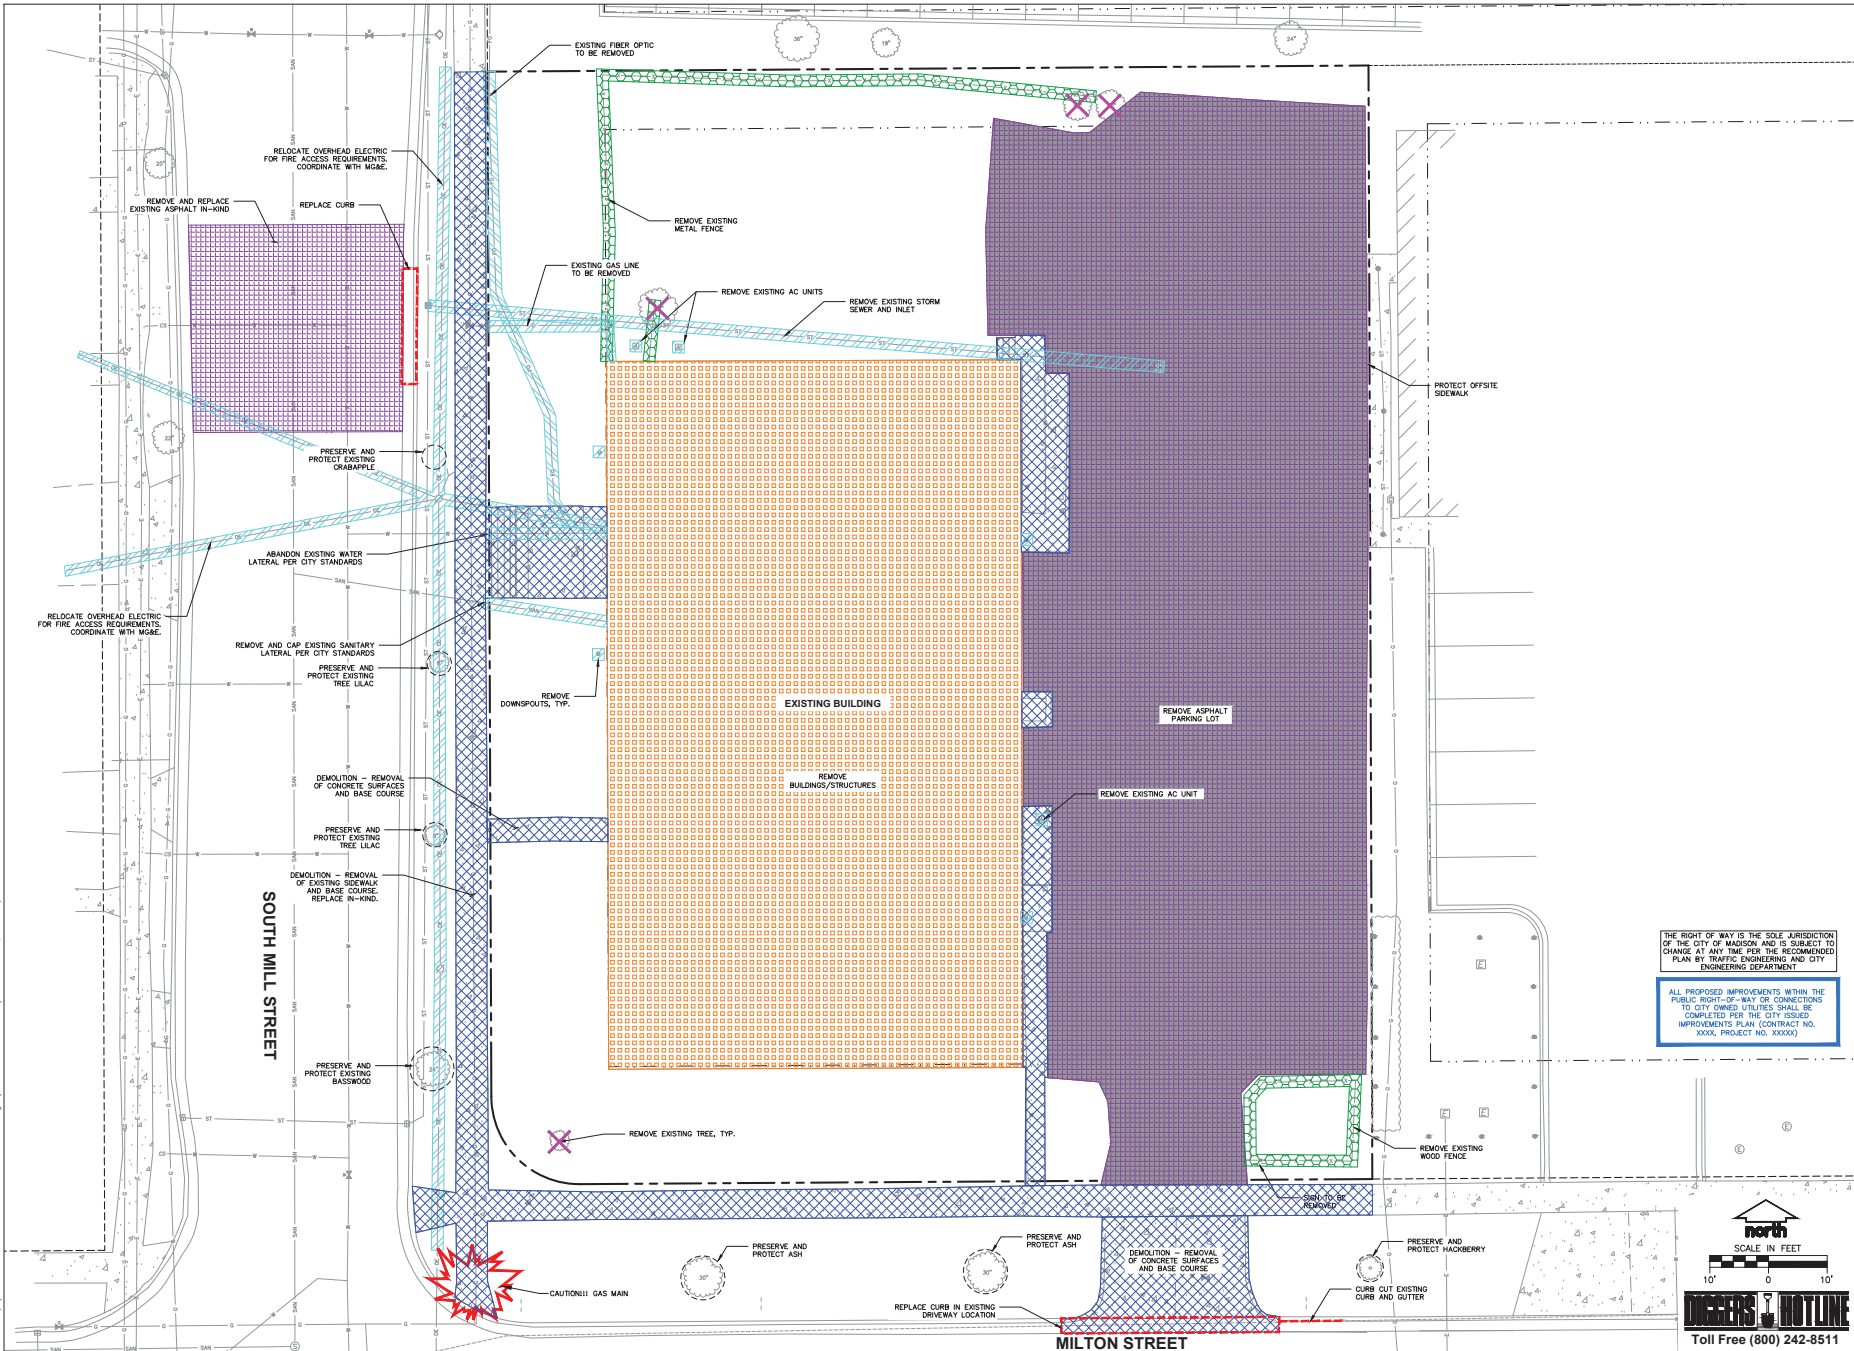 EXISTING FIBER OPTIC
TO BE REMOVED
36"
18"
24"
RELOCATE OVERHEAD ELECTRIC
FOR FIRE ACCESS REQUIREMENTS.
COORDINATE WITH MG&E.
20"
REMOVE AND REPLACE
EXISTING ASPHALT IN-KIND
REPLACE CURB
REMOVE EXISTING
METAL FENCE
EXISTING GAS LINE
TO BE REMOVED
REMOVE EXISTING AC UNITS
REMOVE EXISTING STORM
SEWER AND INLET
PROTECT OFFSITE
SIDEWALK
22"
PRESERVE AND
PROTECT EXISTING
CRABAPPLE
ABANDON EXISTING WATER
LATERAL PER CITY STANDARDS
RELOCATE OVERHEAD ELECTRIC
FOR FIRE ACCESS REQUIREMENTS.
COORDINATE WITH MG&E.
REMOVE AND CAP EXISTING SANITARY
LATERAL PER CITY STANDARDS
PRESERVE AND
PROTECT EXISTING
TREE LILAC
REMOVE
DOWNSPOUTS, TYP.
EXISTING BUILDING
REMOVE ASPHALT
PARKING LOT
REMOVE
BUILDINGS/STRUCTURES
DEMOLITION - REMOVAL
OF CONCRETE SURFACES
AND BASE COURSE
REMOVE EXISTING AC UNIT
PRESERVE AND
PROTECT EXISTING
TREE LILAC
DEMOLITION - REMOVAL
OF EXISTING SIDEWALK
AND BASE COURSE.
REPLACE IN-KIND.
SOUTH MILL STREET
THE RIGHT OF WAY IS THE SOLE JURISDICTION
OF THE CITY OF MADISON AND IS SUBJECT TO
CHANGE AT ANY TIME PER THE RECOMMENDED
PLAN BY TRAFFIC ENGINEERING AND CITY
ENGINEERING DEPARTMENT
ALL PROPOSED IMPROVEMENTS WITHIN THE
PUBLIC RIGHT-OF-WAY OR CONNECTIONS
TO CITY OWNED UTILITIES SHALL BE
COMPLETED PER THE CITY ISSUED
IMPROVEMENTS PLAN (CONTRACT NO.
XXXX, PROJECT NO. XXXXX)
PRESERVE AND
PROTECT EXISTING
BASSWOOD
24"
REMOVE EXISTING TREE, TYP.
REMOVE EXISTING
WOOD FENCE
SIGN TO BE
REMOVED
PRESERVE AND
PROTECT ASH
30"
PRESERVE AND
PROTECT ASH
30"
DEMOLITION - REMOVAL
OF CONCRETE SURFACES
AND BASE COURSE
PRESERVE AND
PROTECT HACKBERRY
CAUTION!!! GAS MAIN
REPLACE CURB IN EXISTING
DRIVEWAY LOCATION
CURB CUT EXISTING
CURB AND GUTTER
MILTON STREET
north
SCALE IN FEET
10' 0 10'
DIGGERS HOTLINE
Toll Free (800) 242-8511